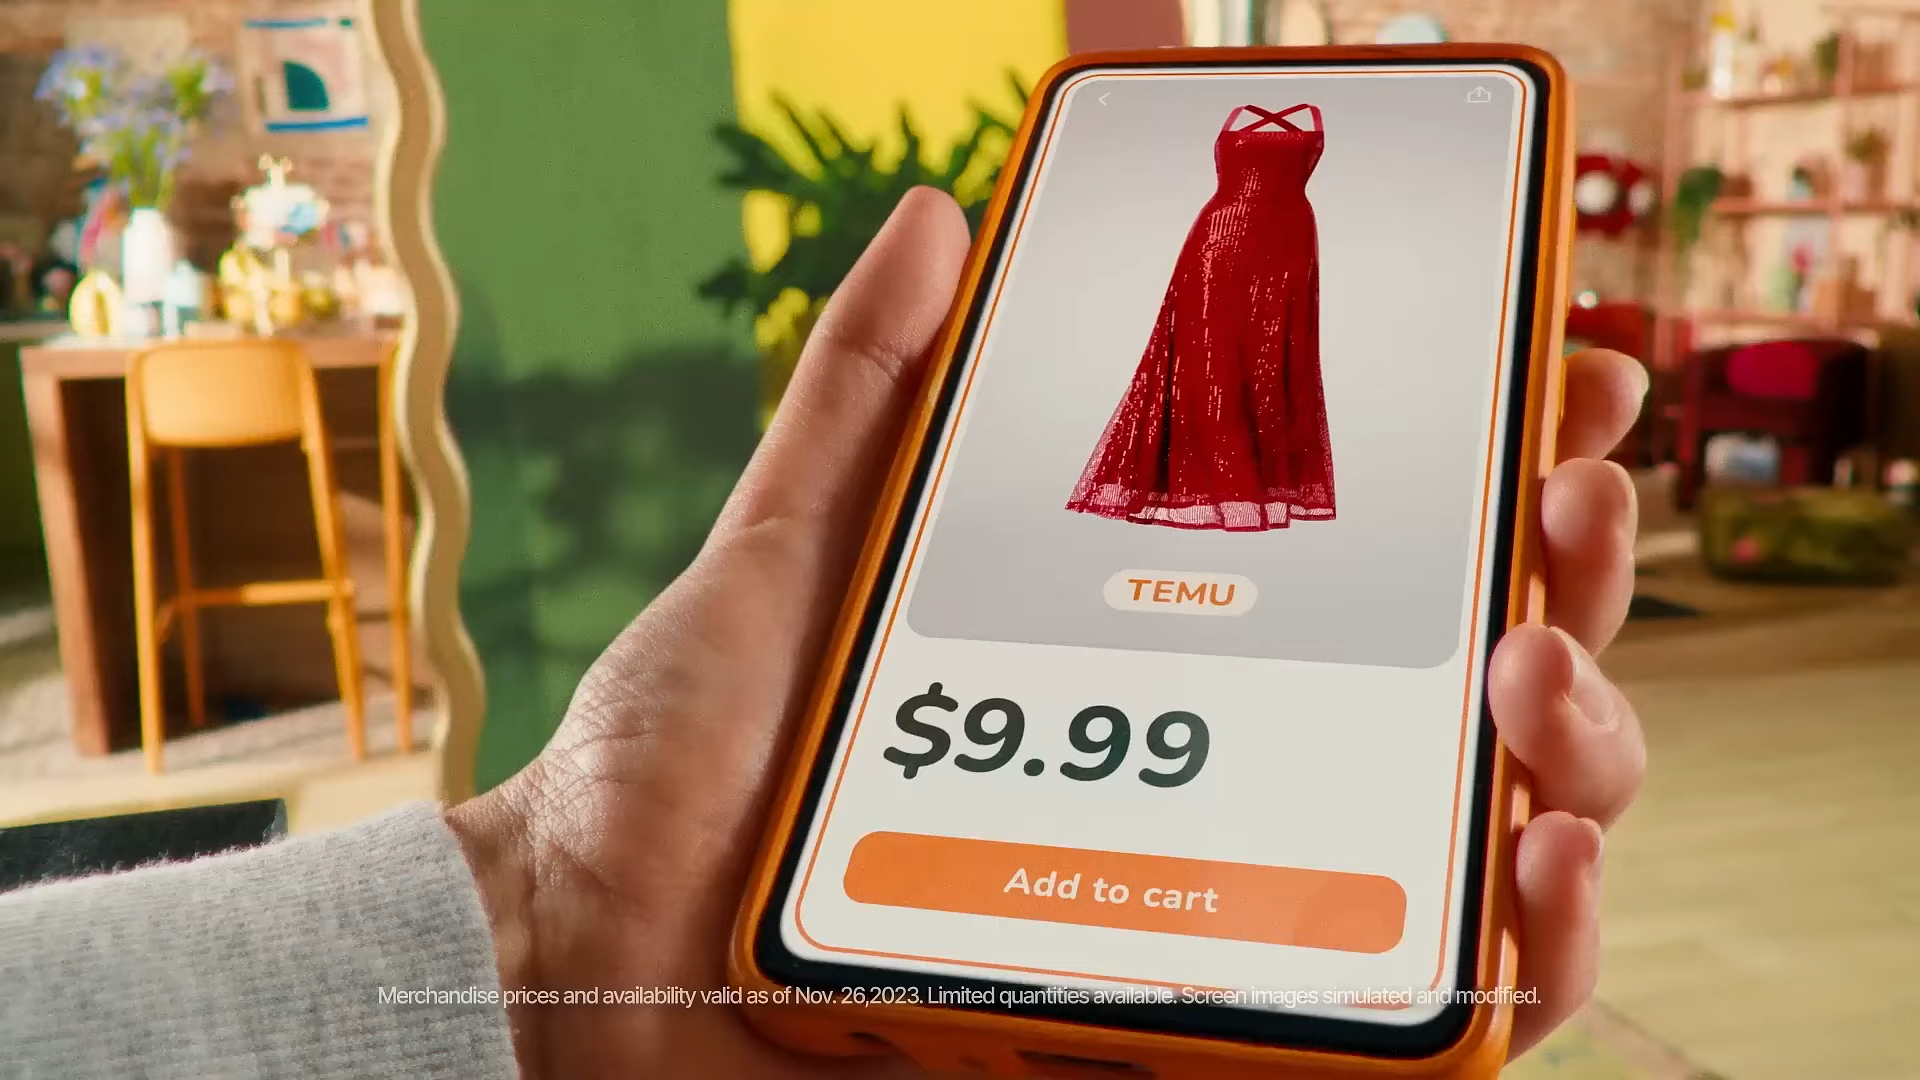 TEMU
$9.99
Add to cart
Merchandise prices and availability valid as of Nov. 26,2023. Limited quantities available. Screen images simulated and modified.